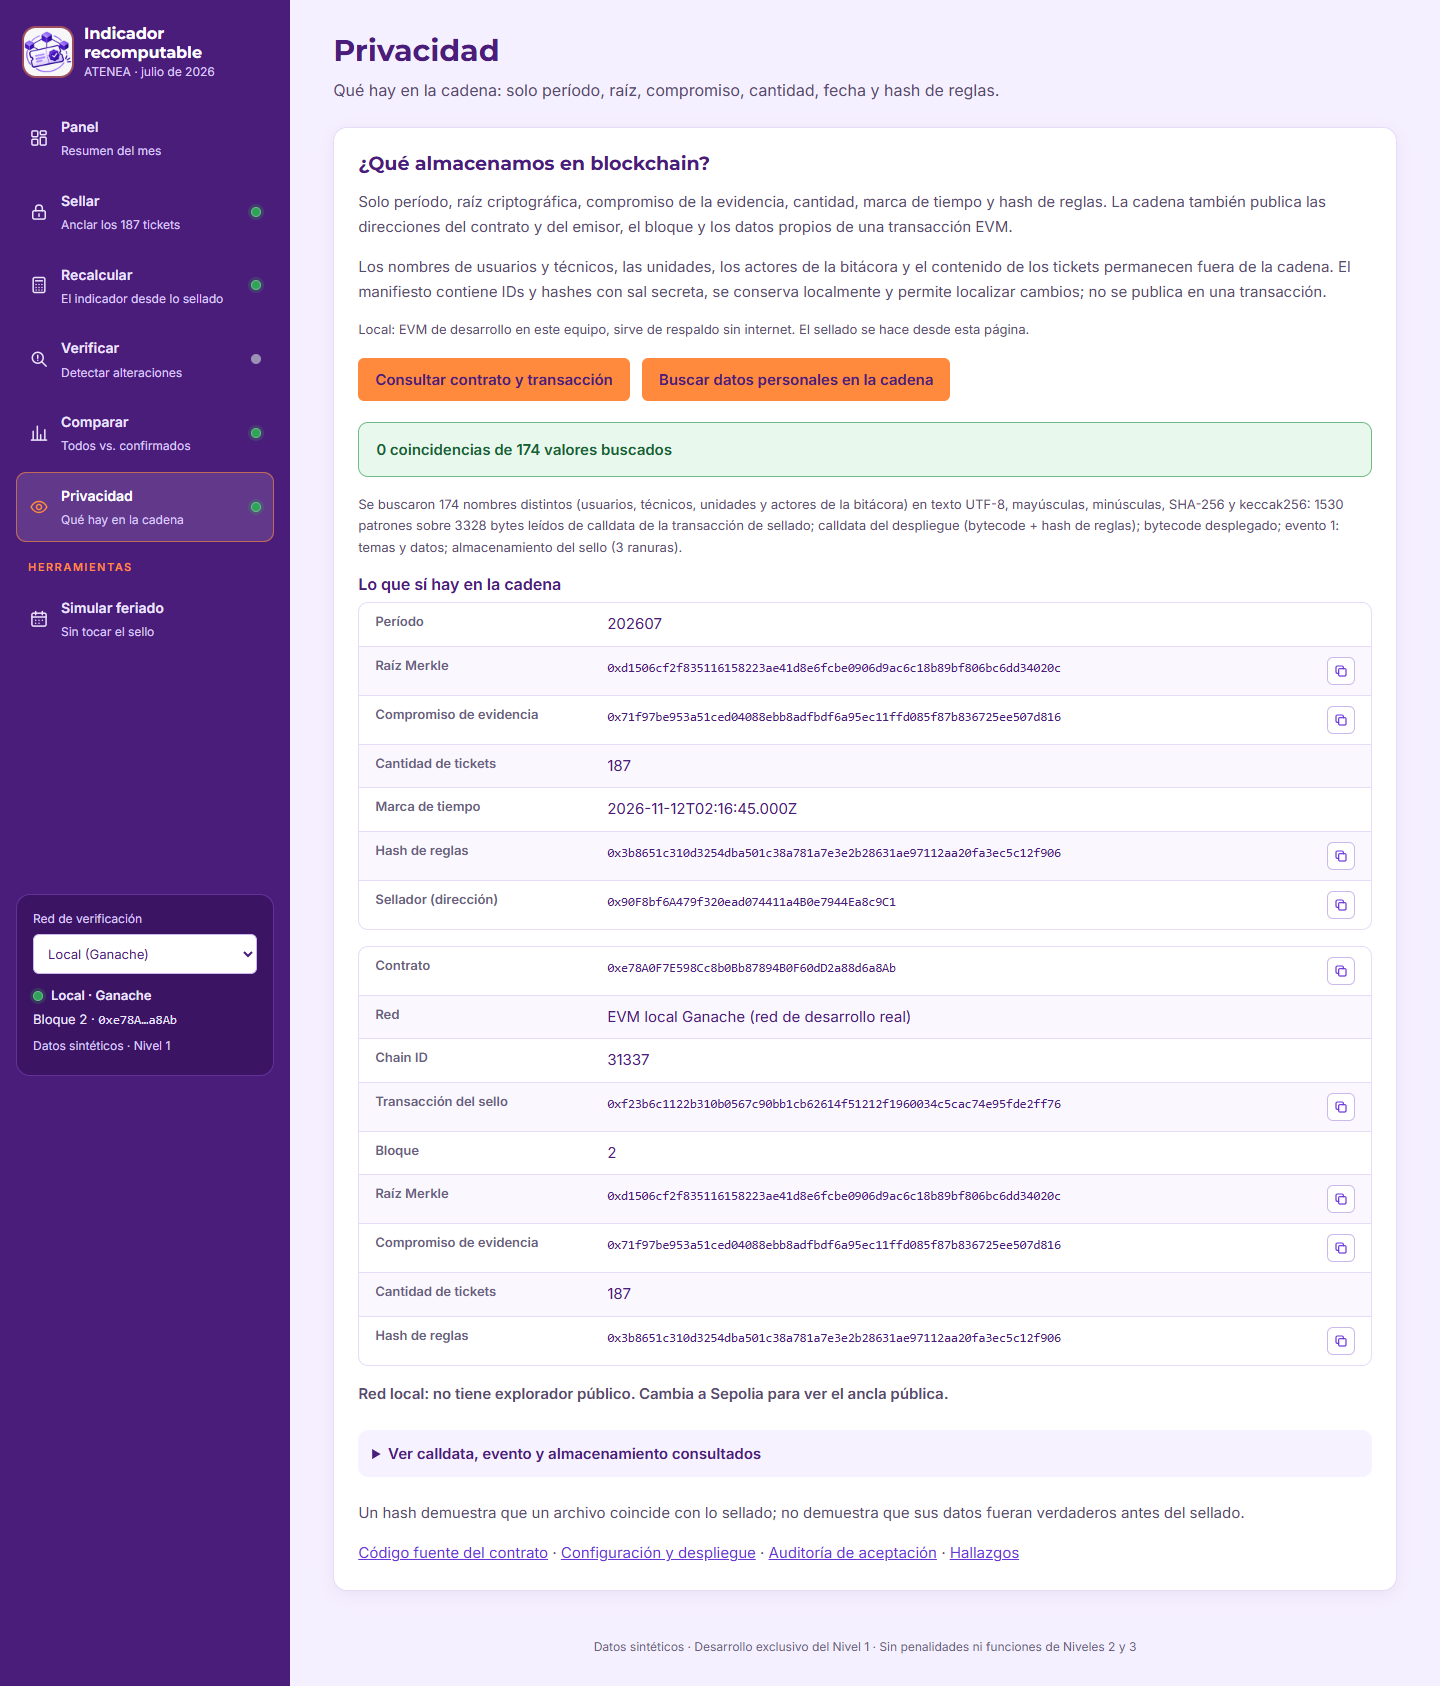 Indicador
recomputable
ATENEA · julio de 2026
Panel
Resumen del mes
Sellar
Anclar los 187 tickets
Recalcular
El indicador desde lo sellado
Verificar
Detectar alteraciones
Comparar
Todos vs. confirmados
Privacidad
Qué hay en la cadena
HERRAMIENTAS
Simular feriado
Sin tocar el sello
Red de verificación
Local (Ganache)
Local · Ganache
Bloque 2 · 0xe78A…a8Ab
Datos sintéticos · Nivel 1
Privacidad
Qué hay en la cadena: solo período, raíz, compromiso, cantidad, fecha y hash de reglas.
¿Qué almacenamos en blockchain?
Solo período, raíz criptográfica, compromiso de la evidencia, cantidad, marca de tiempo y hash de reglas. La cadena también publica las
direcciones del contrato y del emisor, el bloque y los datos propios de una transacción EVM.
Los nombres de usuarios y técnicos, las unidades, los actores de la bitácora y el contenido de los tickets permanecen fuera de la cadena. El
manifiesto contiene IDs y hashes con sal secreta, se conserva localmente y permite localizar cambios; no se publica en una transacción.
Local: EVM de desarrollo en este equipo, sirve de respaldo sin internet. El sellado se hace desde esta página.
Consultar contrato y transacción
Buscar datos personales en la cadena
0 coincidencias de 174 valores buscados
Se buscaron 174 nombres distintos (usuarios, técnicos, unidades y actores de la bitácora) en texto UTF-8, mayúsculas, minúsculas, SHA-256 y keccak256: 1530
patrones sobre 3328 bytes leídos de calldata de la transacción de sellado; calldata del despliegue (bytecode + hash de reglas); bytecode desplegado; evento 1:
temas y datos; almacenamiento del sello (3 ranuras).
Lo que sí hay en la cadena
Período 202607
Raíz Merkle 0xd1506cf2f835116158223ae41d8e6fcbe0906d9ac6c18b89bf806bc6dd34020c
Compromiso de evidencia 0x71f97be953a51ced04088ebb8adfbdf6a95ec11ffd085f87b836725ee507d816
Cantidad de tickets 187
Marca de tiempo 2026-11-12T02:16:45.000Z
Hash de reglas 0x3b8651c310d3254dba501c38a781a7e3e2b28631ae97112aa20fa3ec5c12f906
Sellador (dirección) 0x90F8bf6A479f320ead074411a4B0e7944Ea8c9C1
Contrato 0xe78A0F7E598Cc8b0Bb87894B0F60dD2a88d6a8Ab
Red EVM local Ganache (red de desarrollo real)
Chain ID 31337
Transacción del sello 0xf23b6c1122b310b0567c90bb1cb62614f51212f1960034c5cac74e95fde2ff76
Bloque 2
Raíz Merkle 0xd1506cf2f835116158223ae41d8e6fcbe0906d9ac6c18b89bf806bc6dd34020c
Compromiso de evidencia 0x71f97be953a51ced04088ebb8adfbdf6a95ec11ffd085f87b836725ee507d816
Cantidad de tickets 187
Hash de reglas 0x3b8651c310d3254dba501c38a781a7e3e2b28631ae97112aa20fa3ec5c12f906
Red local: no tiene explorador público. Cambia a Sepolia para ver el ancla pública.
Ver calldata, evento y almacenamiento consultados
Un hash demuestra que un archivo coincide con lo sellado; no demuestra que sus datos fueran verdaderos antes del sellado.
Código fuente del contrato · Configuración y despliegue · Auditoría de aceptación · Hallazgos
Datos sintéticos · Desarrollo exclusivo del Nivel 1 · Sin penalidades ni funciones de Niveles 2 y 3